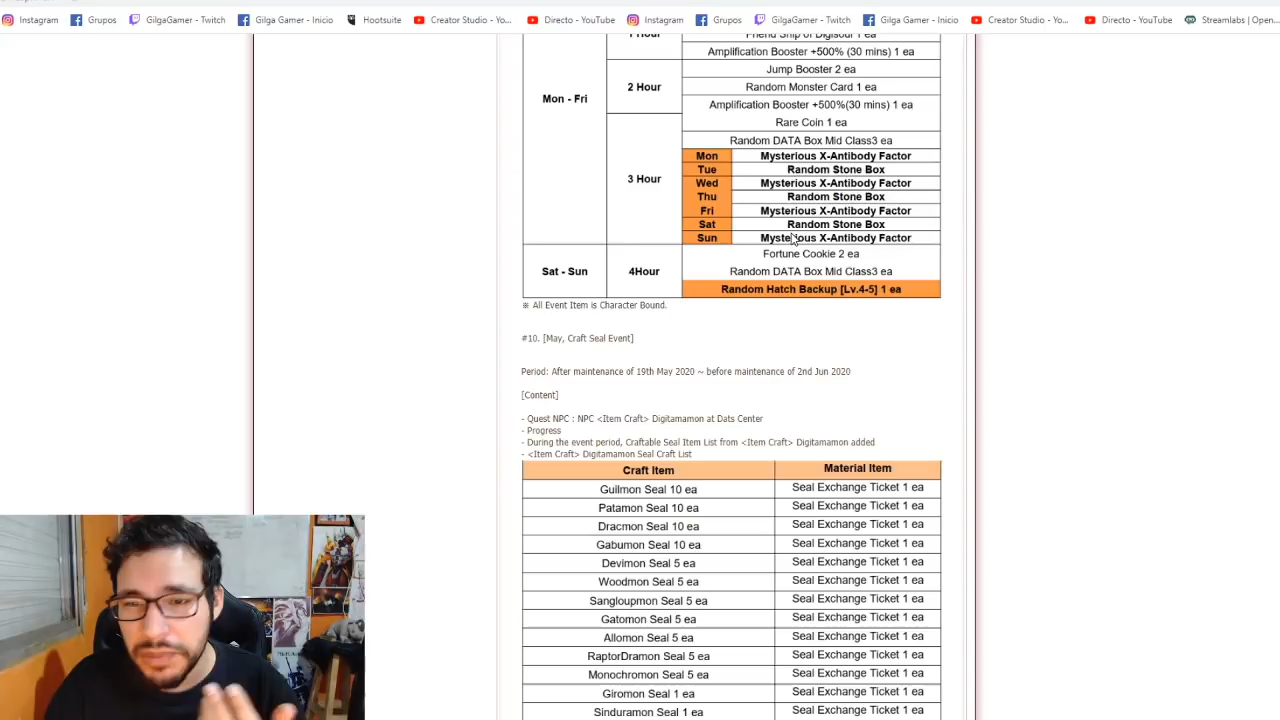 Instagram Grupos GilgaGamer - Twitch Gilga Gamer - Inicio Hootsuite Creator Studio - Yo... Directo - YouTube Instagram Grupos GilgaGamer - Twitch Gilga Gamer - Inicio Creator Studio - Yo... Directo - YouTube Streamlabs | Open...
Amplification Booster +500% (30 mins) 1 ea
Jump Booster 2 ea
Mon - Fri 2 Hour Random Monster Card 1 ea
Amplification Booster +500%(30 mins) 1 ea
Rare Coin 1 ea
Random DATA Box Mid Class3 ea
Mon Mysterious X-Antibody Factor
Tue Random Stone Box
3 Hour Wed Mysterious X-Antibody Factor
Thu Random Stone Box
Fri Mysterious X-Antibody Factor
Sat Random Stone Box
Sun Mysterious X-Antibody Factor
Fortune Cookie 2 ea
Sat - Sun 4Hour Random DATA Box Mid Class3 ea
Random Hatch Backup [Lv.4-5] 1 ea
※ All Event Item is Character Bound.
#10. [May, Craft Seal Event]
Period: After maintenance of 19th May 2020 ~ before maintenance of 2nd Jun 2020
[Content]
- Quest NPC : NPC <Item Craft> Digitamamon at Dats Center
- Progress
- During the event period, Craftable Seal Item List from <Item Craft> Digitamamon added
- <Item Craft> Digitamamon Seal Craft List
Craft Item Material Item
Guilmon Seal 10 ea Seal Exchange Ticket 1 ea
Patamon Seal 10 ea Seal Exchange Ticket 1 ea
Dracmon Seal 10 ea Seal Exchange Ticket 1 ea
Gabumon Seal 10 ea Seal Exchange Ticket 1 ea
Devimon Seal 5 ea Seal Exchange Ticket 1 ea
Woodmon Seal 5 ea Seal Exchange Ticket 1 ea
Sangloupmon Seal 5 ea Seal Exchange Ticket 1 ea
Gatomon Seal 5 ea Seal Exchange Ticket 1 ea
Allomon Seal 5 ea Seal Exchange Ticket 1 ea
RaptorDramon Seal 5 ea Seal Exchange Ticket 1 ea
Monochromon Seal 5 ea Seal Exchange Ticket 1 ea
Giromon Seal 1 ea Seal Exchange Ticket 1 ea
Sinduramon Seal 1 ea Seal Exchange Ticket 1 ea